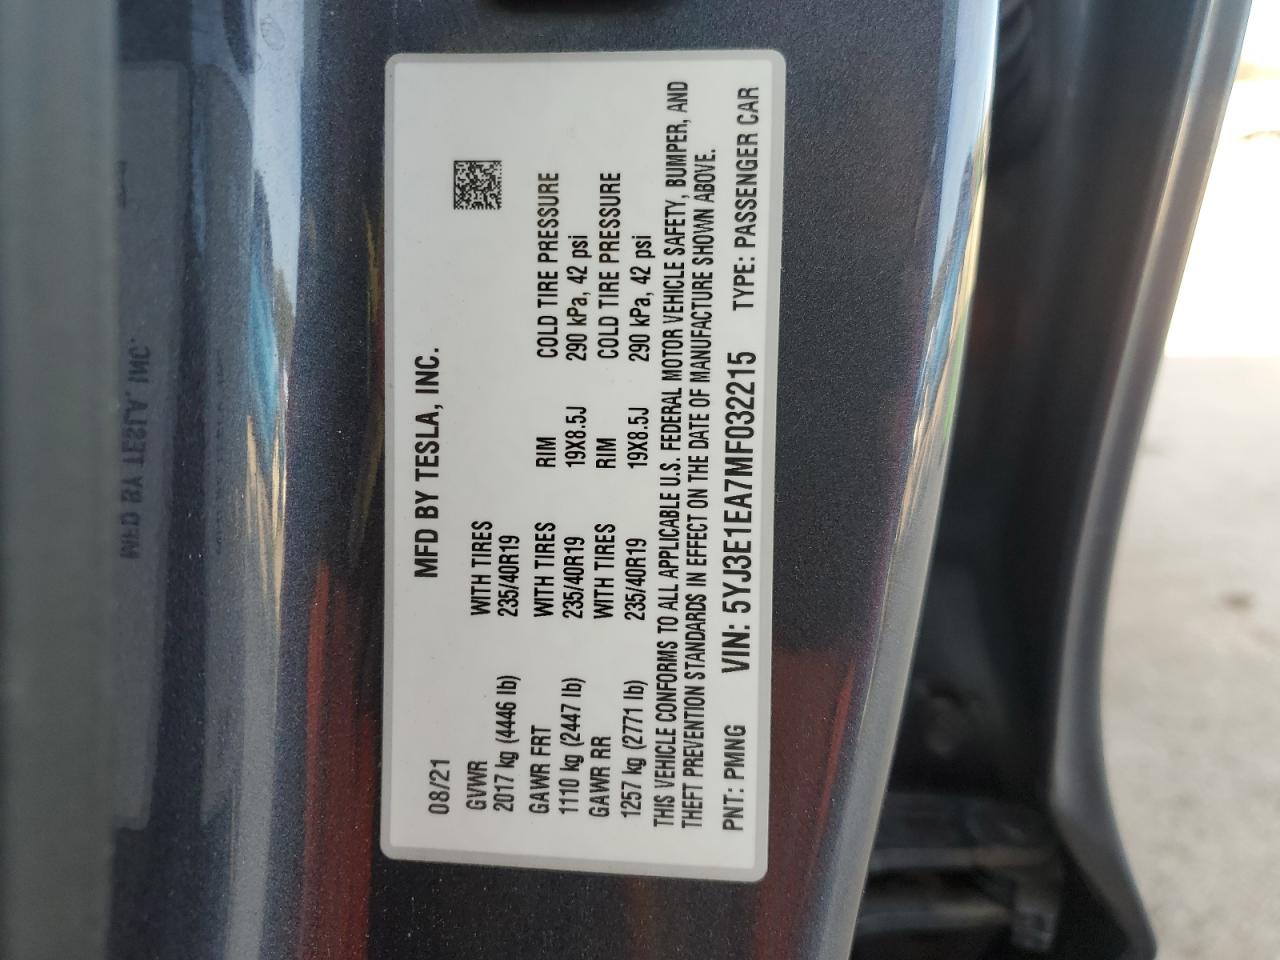 08/21 MFD BY TESLA, INC.
GVWR WITH TIRES
2017 kg (4446 lb) 235/40R19
GAWR FRT WITH TIRES RIM COLD TIRE PRESSURE
1110 kg (2447 lb) 235/40R19 19X8.5J 290 kPa, 42 psi
GAWR RR WITH TIRES RIM COLD TIRE PRESSURE
1257 kg (2771 lb) 235/40R19 19X8.5J 290 kPa, 42 psi
THIS VEHICLE CONFORMS TO ALL APPLICABLE U.S. FEDERAL MOTOR VEHICLE SAFETY, BUMPER, AND
THEFT PREVENTION STANDARDS IN EFFECT ON THE DATE OF MANUFACTURE SHOWN ABOVE.
PNT: PMNG VIN: 5YJ3E1EA7MF032215 TYPE: PASSENGER CAR
MFD BY TESLA, INC.